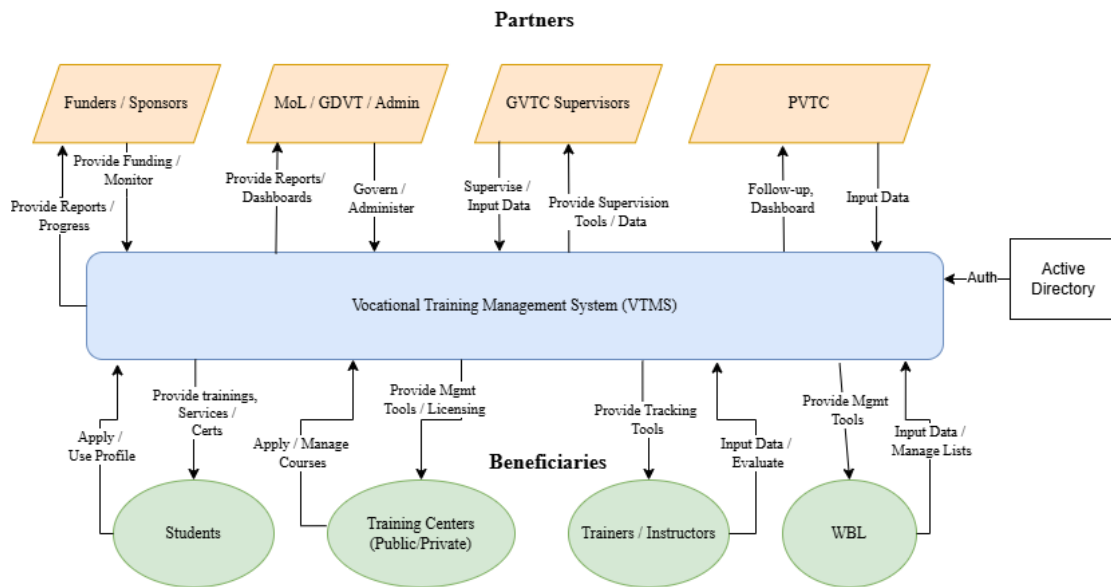 Partners
Funders / Sponsors
MoL / GDVT / Admin
GVTC Supervisors
PVTC
Provide Funding /
Monitor
Provide Reports /
Progress
Provide Reports/
Dashboards
Govern /
Administer
Supervise /
Input Data
Provide Supervision
Tools / Data
Follow-up,
Dashboard
Input Data
Vocational Training Management System (VTMS)
Auth
Active
Directory
Apply /
Use Profile
Provide trainings,
Services /
Certs
Apply / Manage
Courses
Provide Mgmt
Tools / Licensing
Provide Tracking
Tools
Input Data /
Evaluate
Provide Mgmt
Tools
Input Data /
Manage Lists
Beneficiaries
Students
Training Centers
(Public/Private)
Trainers / Instructors
WBL